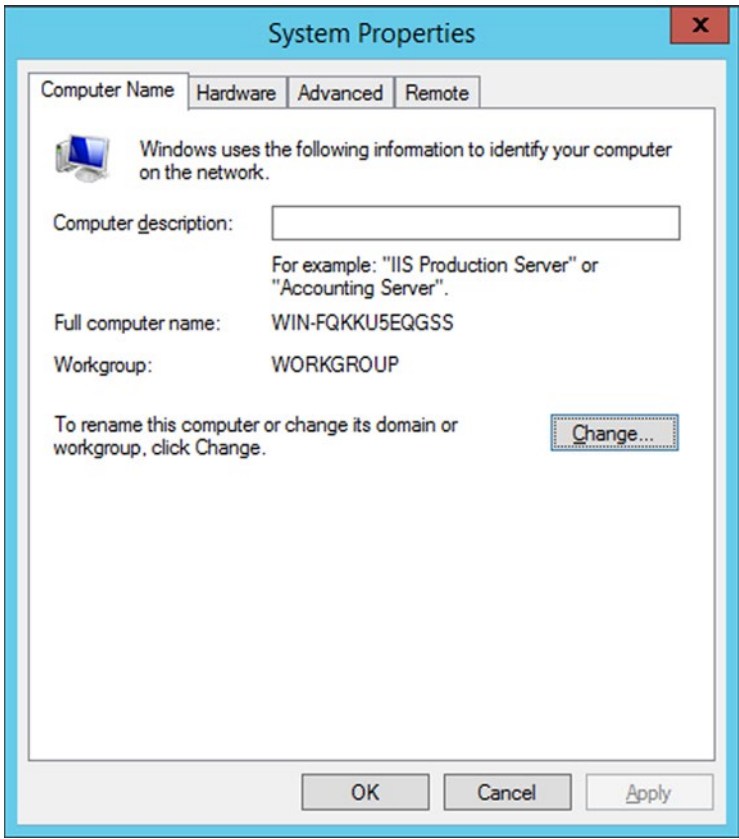 System Properties
x
Computer Name Hardware Advanced Remote
Windows uses the following information to identify your computer
on the network.
Computer description:
For example: "IIS Production Server" or
"Accounting Server".
Full computer name: WIN-FQKKU5EQGSS
Workgroup: WORKGROUP
To rename this computer or change its domain or
workgroup, click Change.
Change...
OK Cancel Apply